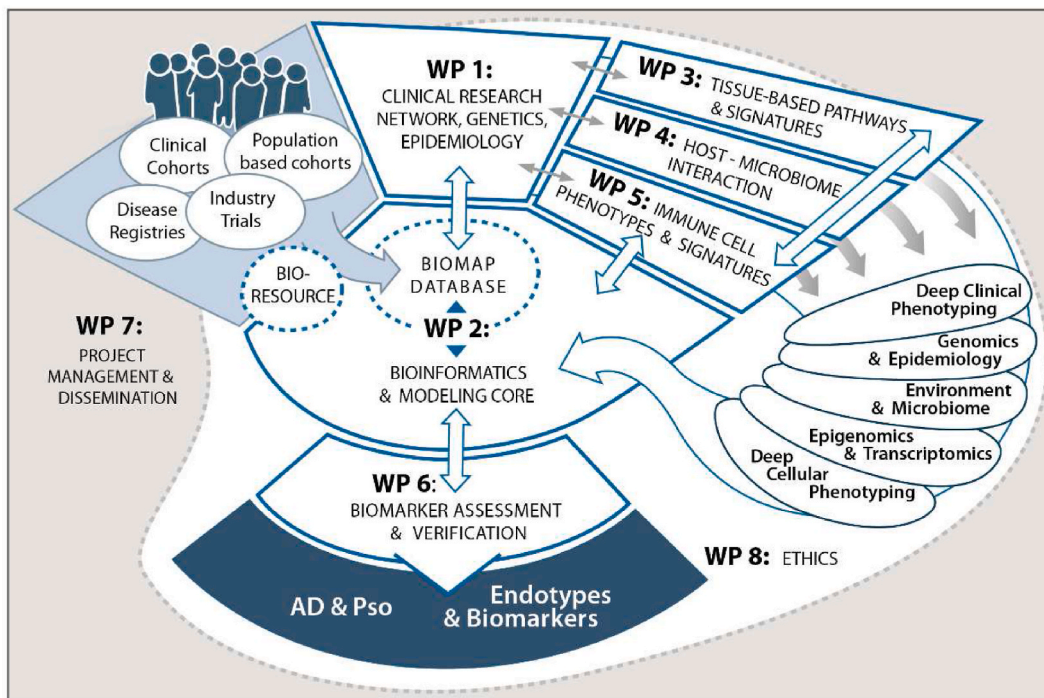 WP 1:
CLINICAL RESEARCH
NETWORK, GENETICS,
EPIDEMIOLOGY
WP 3: TISSUE-BASED PATHWAYS
& SIGNATURES
WP 4: HOST - MICROBIOME
INTERACTION
WP 5: IMMUNE CELL
PHENOTYPES & SIGNATURES
Clinical
Cohorts
Population
based cohorts
Disease
Registries
Industry
Trials
BIO-
RESOURCE
BIOMAP
DATABASE
WP 2:
BIOINFORMATICS
& MODELING CORE
WP 7:
PROJECT
MANAGEMENT &
DISSEMINATION
Deep Clinical
Phenotyping
Genomics
& Epidemiology
Environment
& Microbiome
Epigenomics
& Transcriptomics
Deep
Cellular
Phenotyping
WP 6:
BIOMARKER ASSESSMENT
& VERIFICATION
WP 8: ETHICS
AD & Pso
Endotypes
& Biomarkers